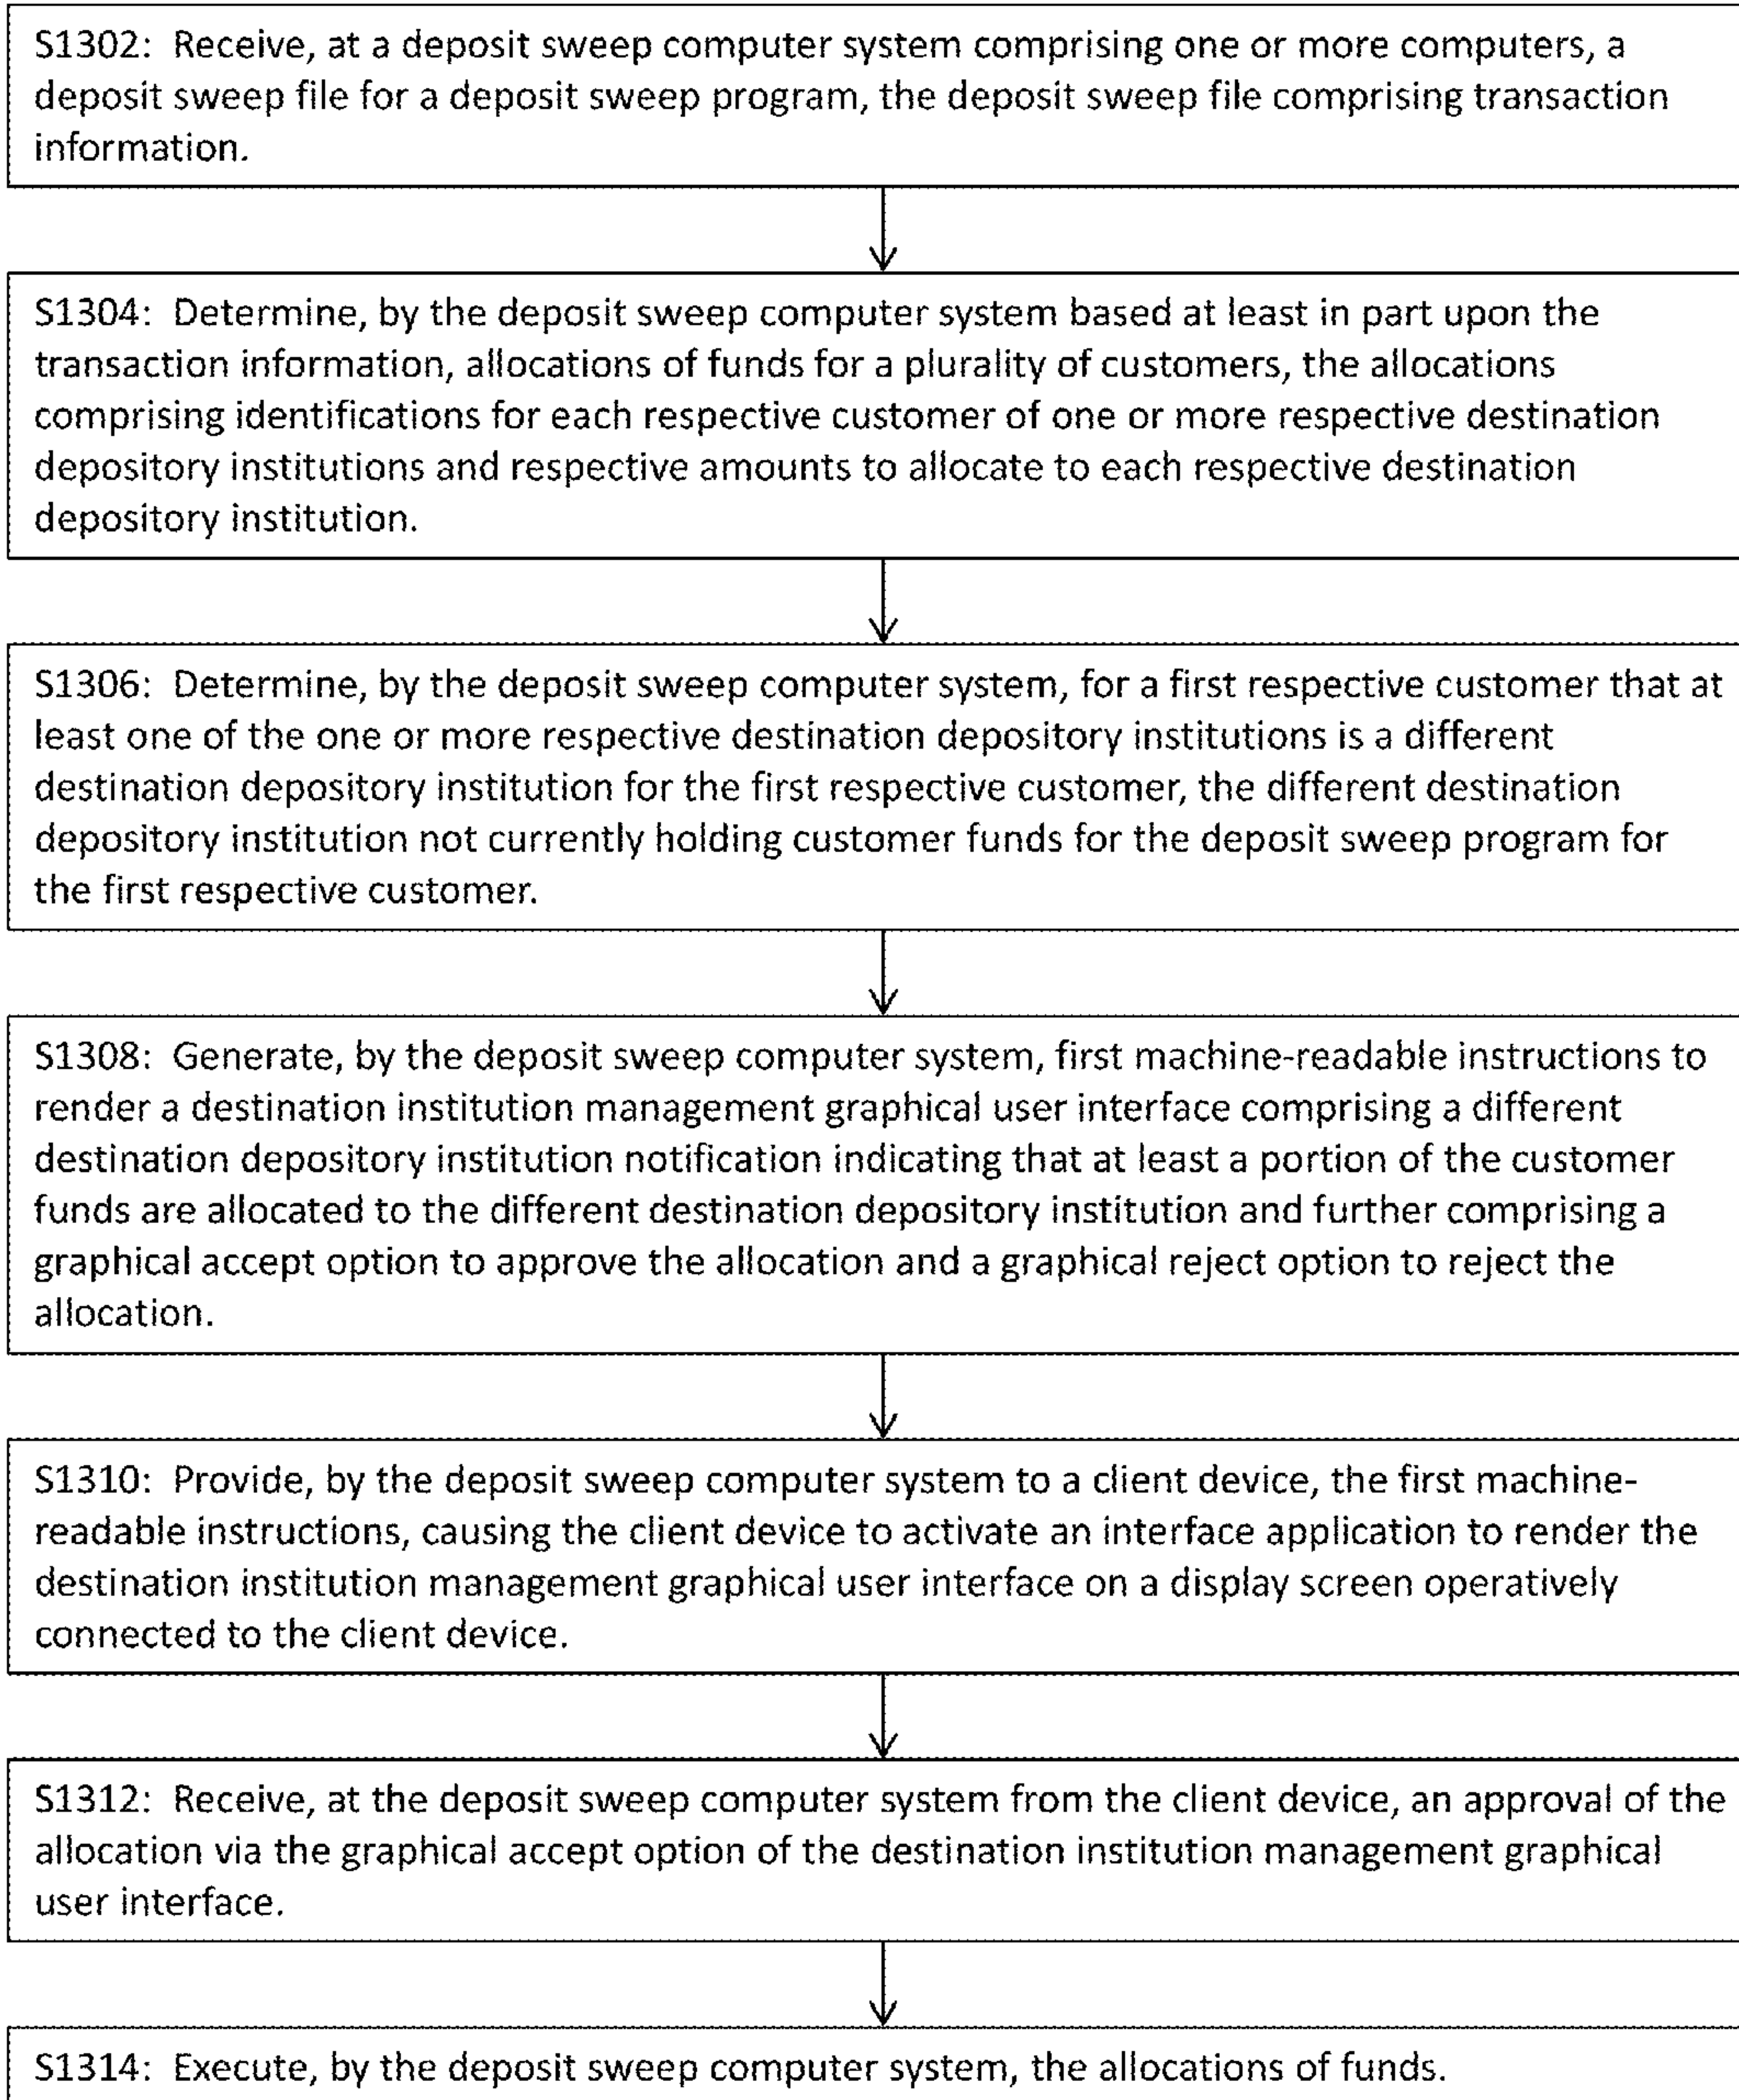 S1302: Receive, at a deposit sweep computer system comprising one or more computers, a
deposit sweep file for a deposit sweep program, the deposit sweep file comprising transaction
information.
S1304: Determine, by the deposit sweep computer system based at least in part upon the
transaction information, allocations of funds for a plurality of customers, the allocations
comprising identifications for each respective customer of one or more respective destination
depository institutions and respective amounts to allocate to each respective destination
depository institution.
S1306: Determine, by the deposit sweep computer system, for a first respective customer that at
least one of the one or more respective destination depository institutions is a different
destination depository institution for the first respective customer, the different destination
depository institution not currently holding customer funds for the deposit sweep program for
the first respective customer.
S1308: Generate, by the deposit sweep computer system, first machine-readable instructions to
render a destination institution management graphical user interface comprising a different
destination depository institution notification indicating that at least a portion of the customer
funds are allocated to the different destination depository institution and further comprising a
graphical accept option to approve the allocation and a graphical reject option to reject the
allocation.
S1310: Provide, by the deposit sweep computer system to a client device, the first machine-
readable instructions, causing the client device to activate an interface application to render the
destination institution management graphical user interface on a display screen operatively
connected to the client device.
S1312: Receive, at the deposit sweep computer system from the client device, an approval of the
allocation via the graphical accept option of the destination institution management graphical
user interface.
S1314: Execute, by the deposit sweep computer system, the allocations of funds.